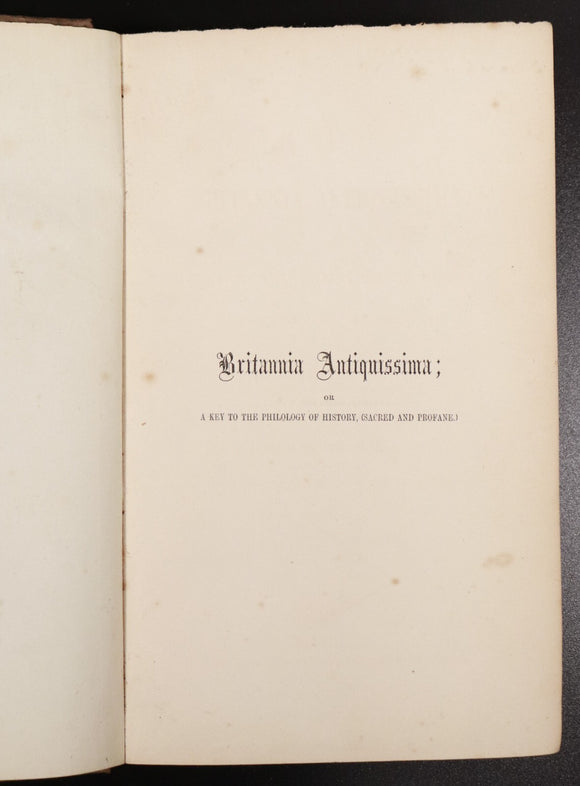 Britannia Antiquissima;
OR
A KEY TO THE PHILOLOGY OF HISTORY, (SACRED AND PROFANE.)